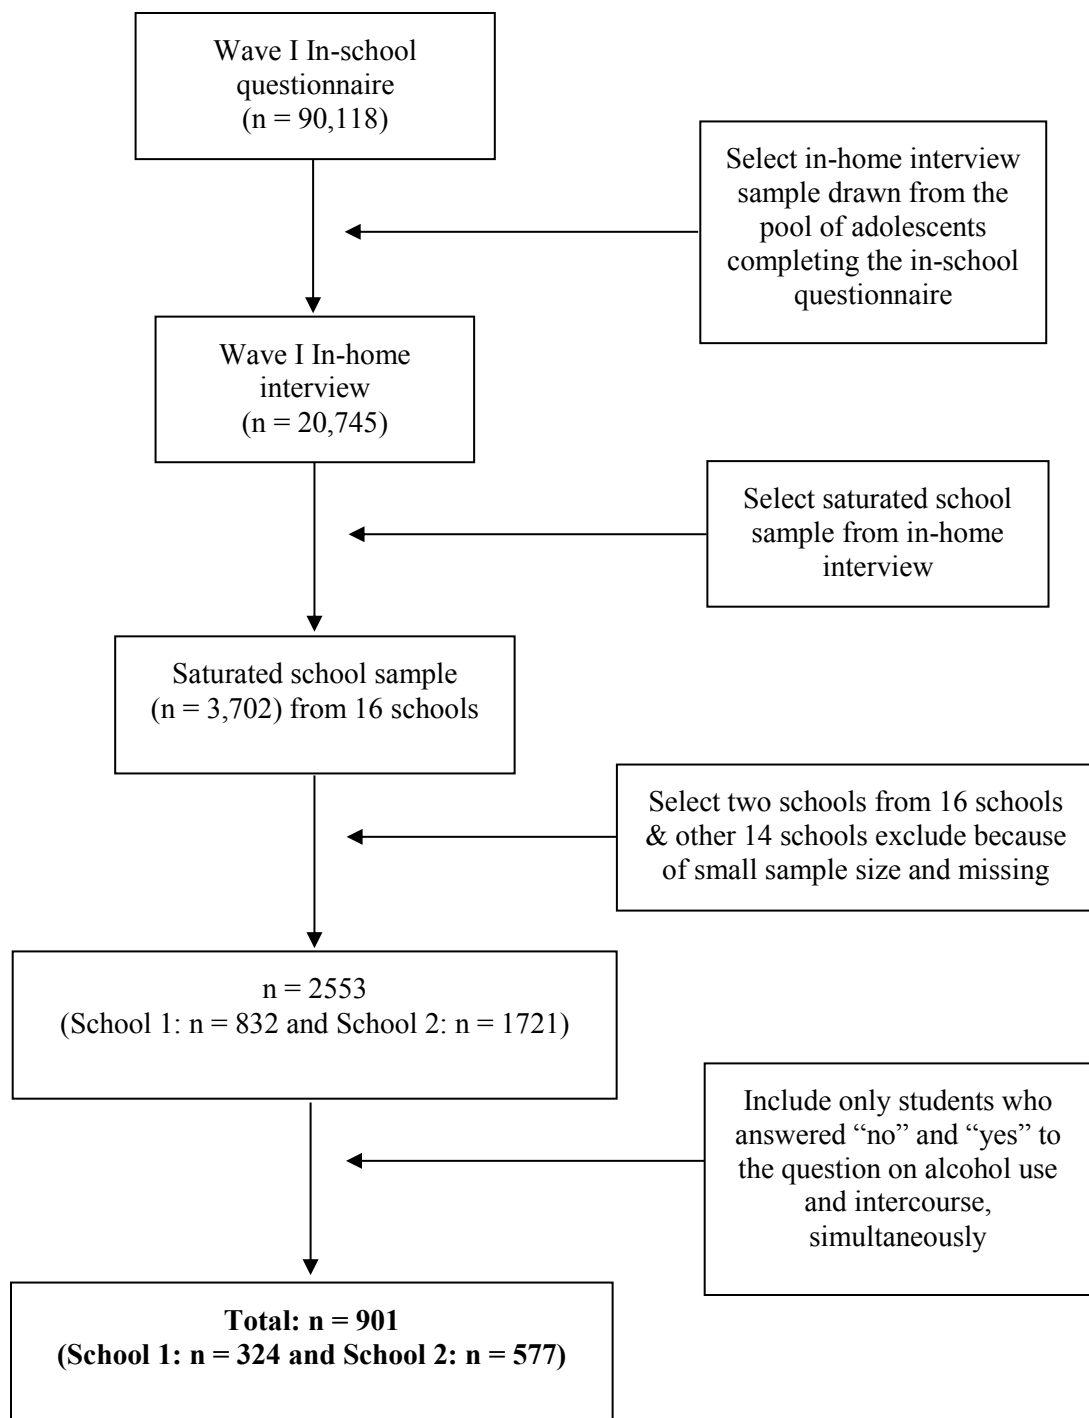 Wave I In-school
questionnaire
(n = 90,118)
Select in-home interview
sample drawn from the
pool of adolescents
completing the in-school
questionnaire
Wave I In-home
interview
(n = 20,745)
Select saturated school
sample from in-home
interview
Saturated school sample
(n = 3,702) from 16 schools
Select two schools from 16 schools
& other 14 schools exclude because
of small sample size and missing
n = 2553
(School 1: n = 832 and School 2: n = 1721)
Include only students who
answered “no” and “yes” to
the question on alcohol use
and intercourse,
simultaneously
Total: n = 901
(School 1: n = 324 and School 2: n = 577)